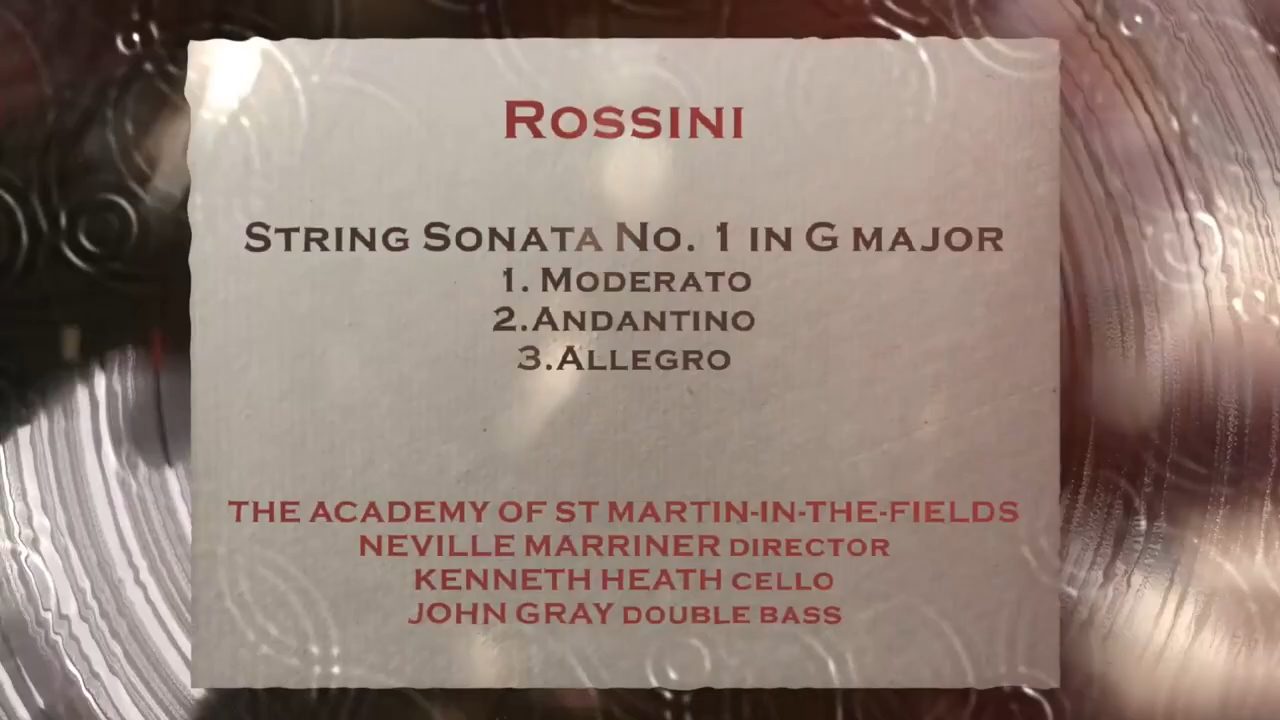 ROSSINI
STRING SONATA NO. 1 IN G MAJOR
1. MODERATO
2.ANDANTINO
3.ALLEGRO
THE ACADEMY OF ST MARTIN-IN-THE-FIELDS
NEVILLE MARRINER DIRECTOR
KENNETH HEATH CELLO
JOHN GRAY DOUBLE BASS